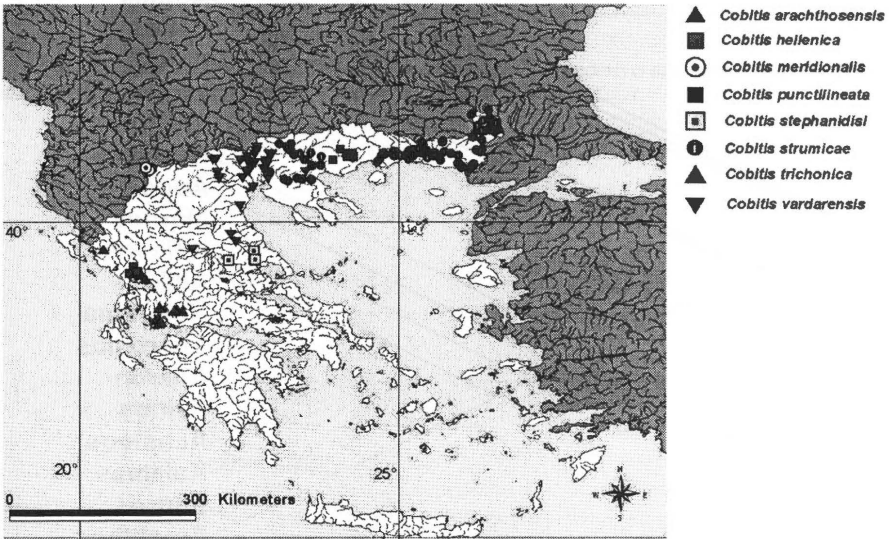 Cobitis arachthosensis
Cobitis hellenica
Cobitis meridionalis
Cobitis punctilineata
Cobitis stephanidisi
Cobitis strumicae
Cobitis trichonica
Cobitis vardarensis
40°
20°
25°
0 300 Kilometers
N
W E
S